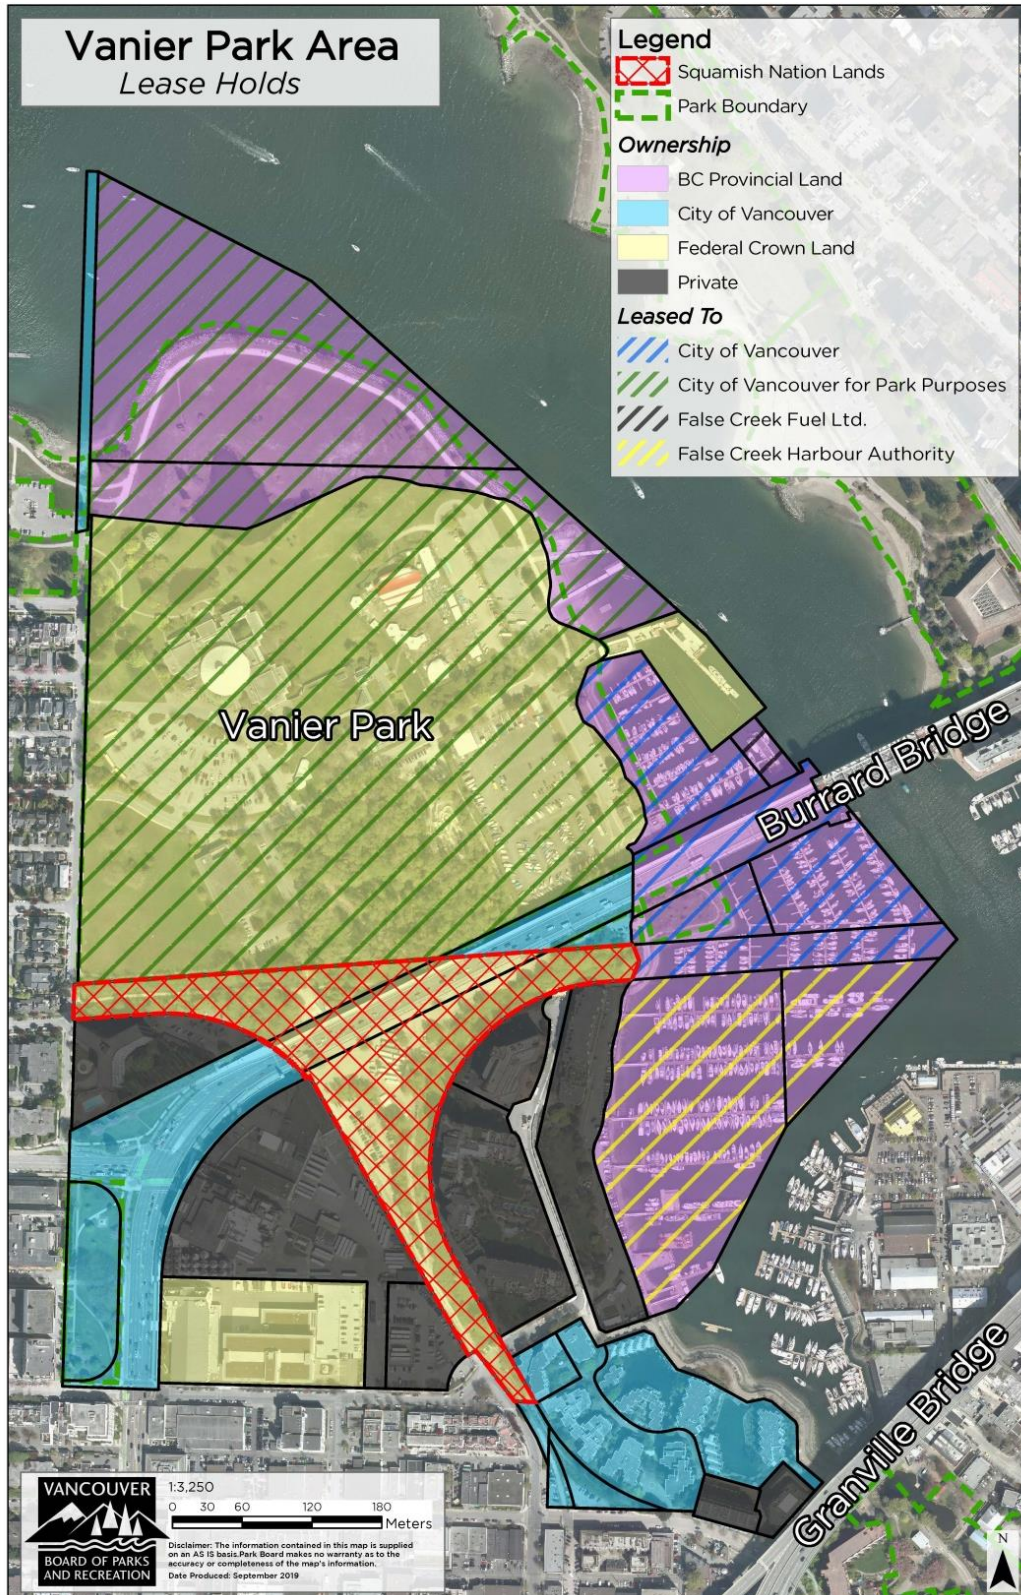 Vanier Park Area
Lease Holds
Legend
Squamish Nation Lands
Park Boundary
Ownership
BC Provincial Land
City of Vancouver
Federal Crown Land
Private
Leased To
City of Vancouver
City of Vancouver for Park Purposes
False Creek Fuel Ltd.
False Creek Harbour Authority
Vanier Park
Burrard Bridge
Granville Bridge
VANCOUVER
BOARD OF PARKS
AND RECREATION
1:3,250
0 30 60 120 180
Meters
Disclaimer: The information contained in this map is supplied
on an AS IS basis.Park Board makes no warranty as to the
accuracy or completeness of the map's information.
Date Produced: September 2019
N